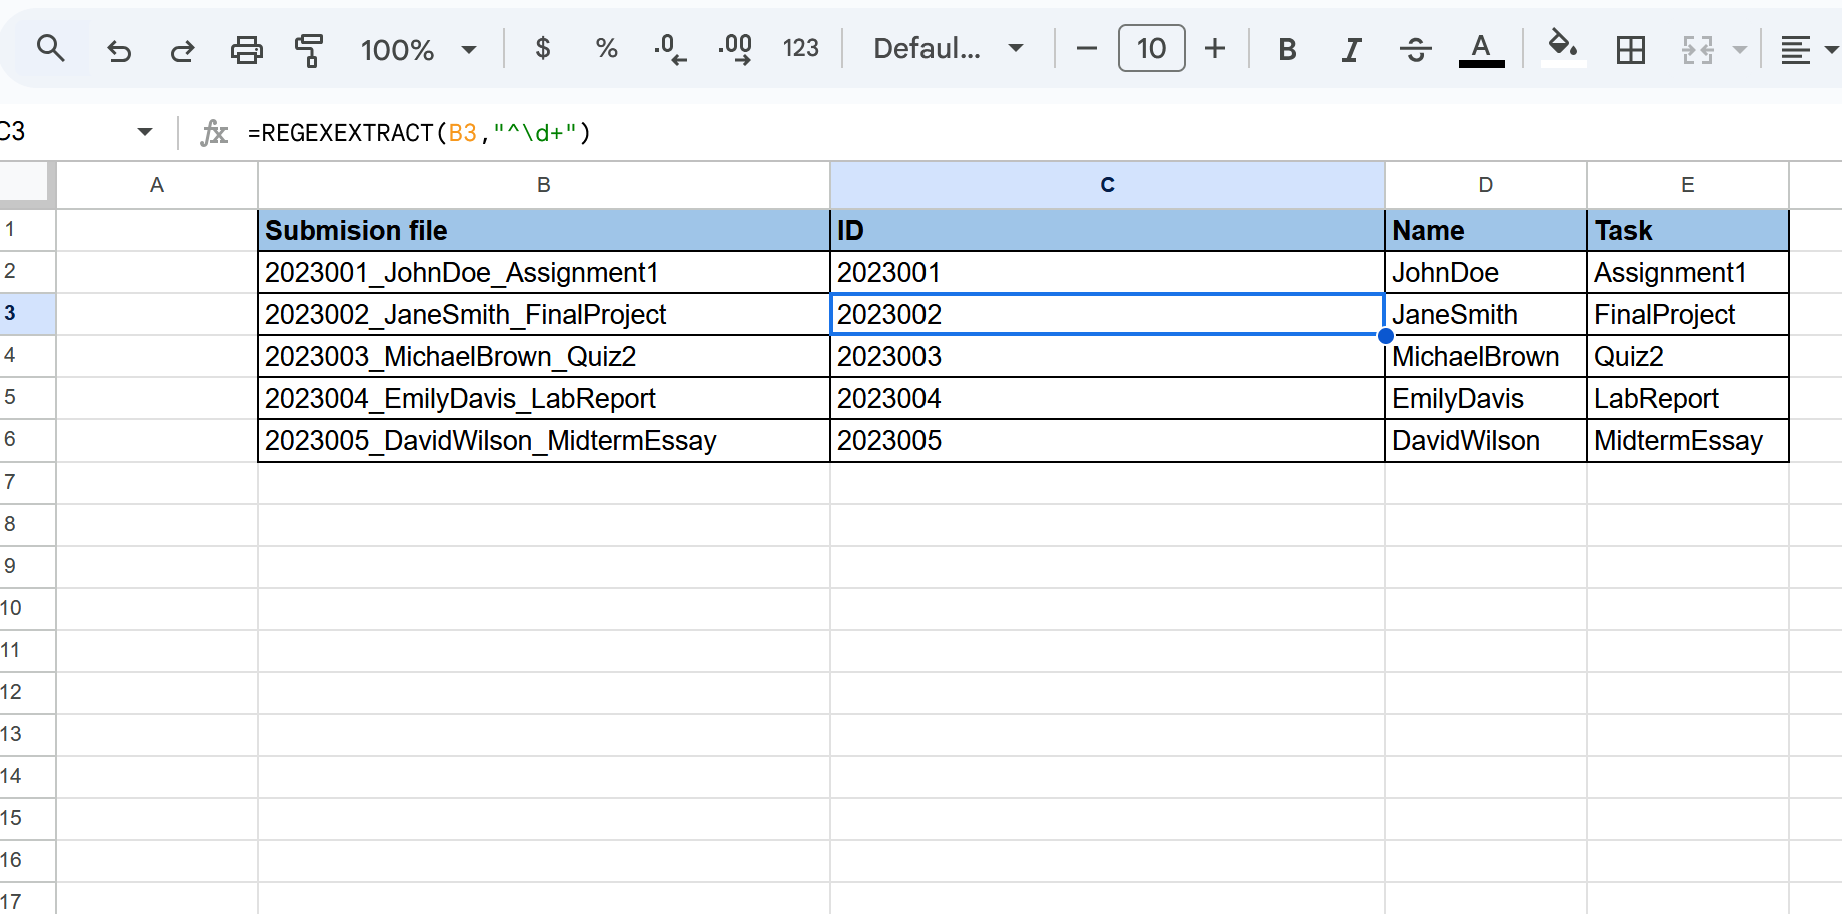 100% $ % .0 .00 123 Defaul... 10 B I S A
C3 fx =REGEXEXTRACT(B3,"^\d+")
A B C D E
1 Submision file ID Name Task
2 2023001_JohnDoe_Assignment1 2023001 JohnDoe Assignment1
3 2023002_JaneSmith_FinalProject 2023002 JaneSmith FinalProject
4 2023003_MichaelBrown_Quiz2 2023003 MichaelBrown Quiz2
5 2023004_EmilyDavis_LabReport 2023004 EmilyDavis LabReport
6 2023005_DavidWilson_MidtermEssay 2023005 DavidWilson MidtermEssay
7
8
9
10
11
12
13
14
15
16
17